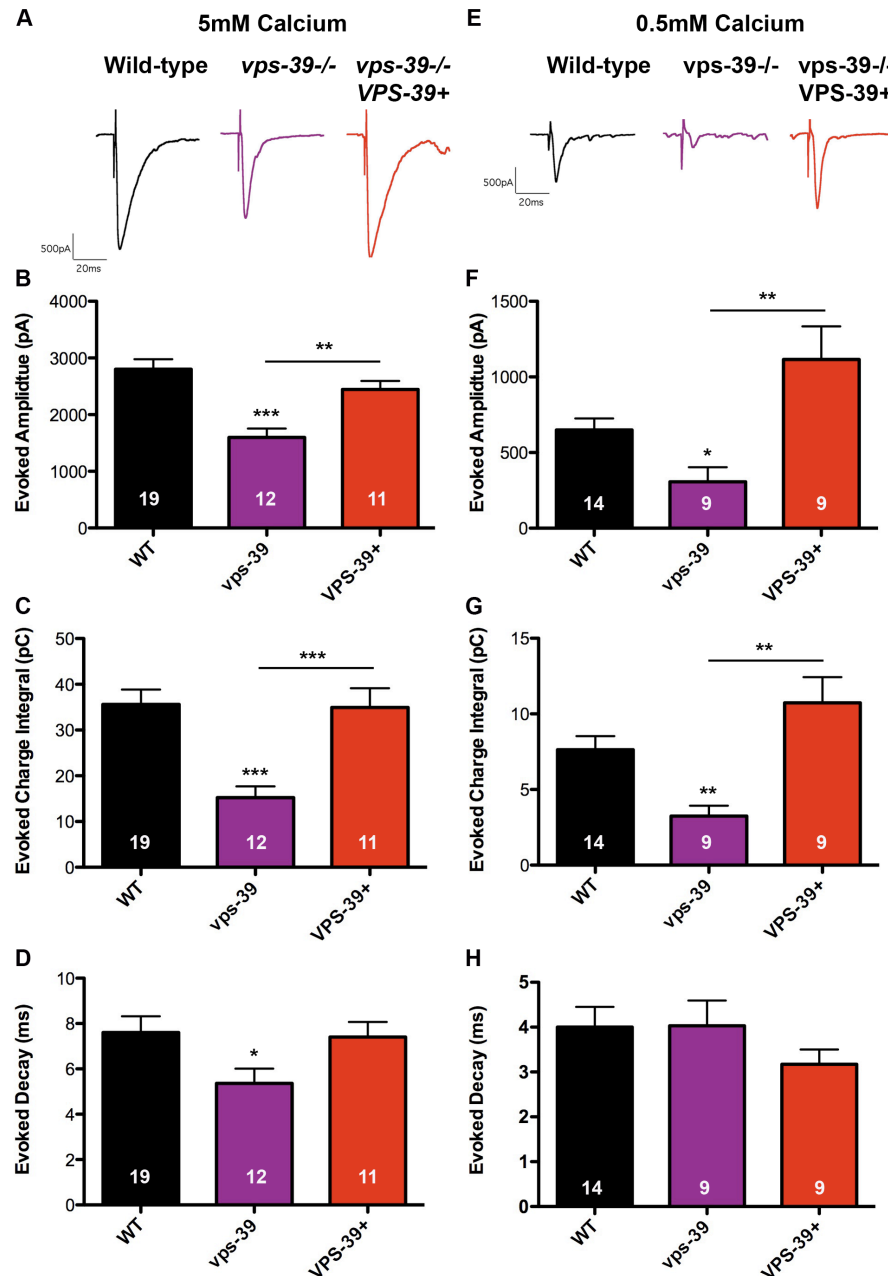 A
5mM Calcium
Wild-type
vps-39-/-
vps-39-/-
VPS-39+
500pA
20ms
E
0.5mM Calcium
Wild-type
vps-39-/-
vps-39-/-
VPS-39+
500pA
20ms
B
Evoked Amplidtue (pA)
4000
3000
2000
1000
0
**
***
19
12
11
WT
vps-39
VPS-39+
F
Evoked Amplidtue (pA)
1500
1000
500
0
**
*
14
9
9
WT
vps-39
VPS-39+
C
Evoked Charge Integral (pC)
50
40
30
20
10
0
***
***
19
12
11
WT
vps-39
VPS-39+
G
Evoked Charge Integral (pC)
15
10
5
0
**
**
14
9
9
WT
vps-39
VPS-39+
D
Evoked Decay (ms)
10
8
6
4
2
0
*
19
12
11
WT
vps-39
VPS-39+
H
Evoked Decay (ms)
5
4
3
2
1
0
14
9
9
WT
vps-39
VPS-39+